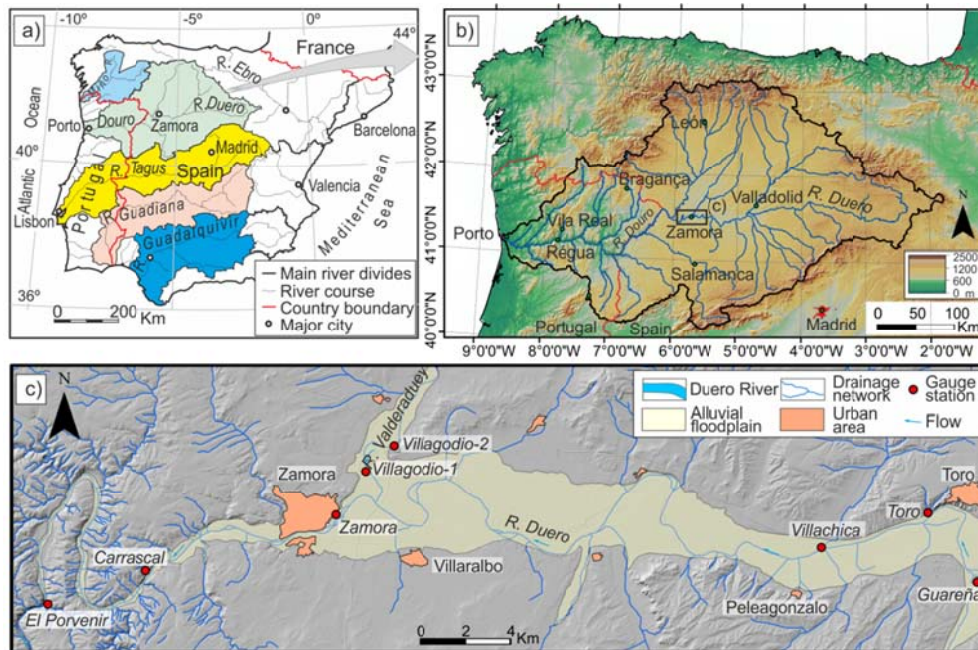 a)
-10°
-5°
0°
France
44°
R. Ebro
R. Duero
Ocean
Porto
Douro
Zamora
Barcelona
40°
Madrid
R. Tagus
Spain
Atlantic
Portugal
Valencia
Lisbon
Guadiana
Mediterranean
Sea
R. Guadalquivir
36°
0
200
Km
Main river divides
River course
Country boundary
Major city
b)
43°0'0"N
42°0'0"N
41°0'0"N
40°0'0"N
León
Bragança
Valladolid
R. Duero
c)
Vila Real
R. Douro
Zamora
Porto
Régua
Salamanca
Portugal
Spain
Madrid
2500
1200
600
0 m
0 50 100
Km
9°0'0"W 8°0'0"W 7°0'0"W 6°0'0"W 5°0'0"W 4°0'0"W 3°0'0"W 2°0'0"W
c)
N
Duero River
Drainage network
Gauge station
Alluvial floodplain
Urban area
Flow
Valderaduey
Villagodio-2
Villagodio-1
Zamora
Zamora
R. Duero
Toro
Toro
Villachica
Carrascal
Villaralbo
Peleagonzalo
Guareña
El Porvenir
0 2 4
Km